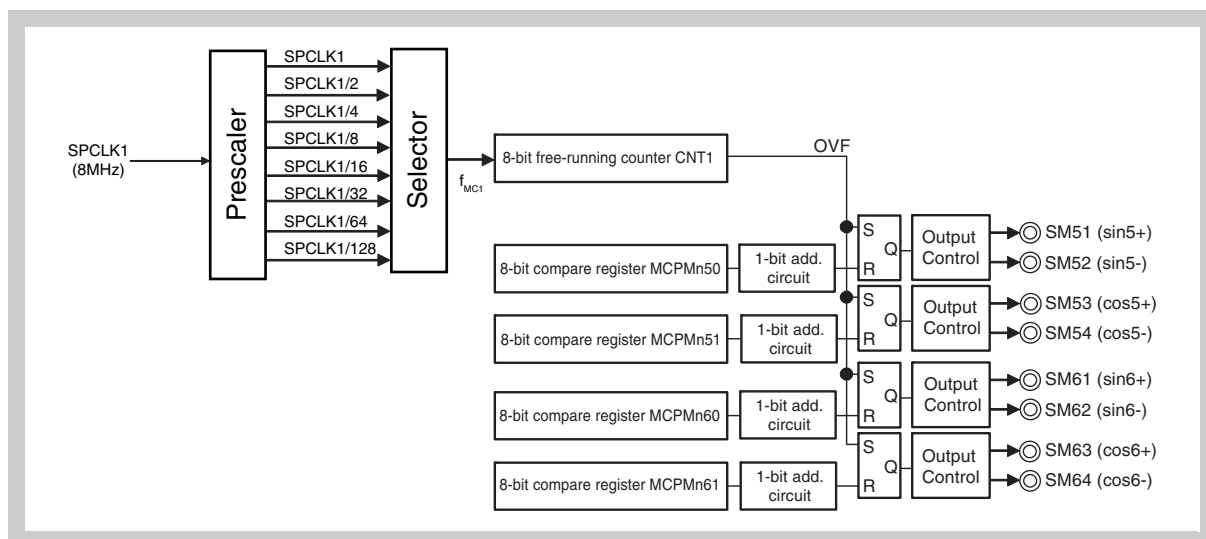 SPCLK1
(8MHz)
Prescaler
SPCLK1
SPCLK1/2
SPCLK1/4
SPCLK1/8
SPCLK1/16
SPCLK1/32
SPCLK1/64
SPCLK1/128
Selector
fMC1
8-bit free-running counter CNT1
OVF
8-bit compare register MCPMn50
1-bit add.
circuit
S
Q
R
Output
Control
SM51 (sin5+)
SM52 (sin5-)
8-bit compare register MCPMn51
1-bit add.
circuit
S
Q
R
Output
Control
SM53 (cos5+)
SM54 (cos5-)
8-bit compare register MCPMn60
1-bit add.
circuit
S
Q
R
Output
Control
SM61 (sin6+)
SM62 (sin6-)
8-bit compare register MCPMn61
1-bit add.
circuit
S
Q
R
Output
Control
SM63 (cos6+)
SM64 (cos6-)